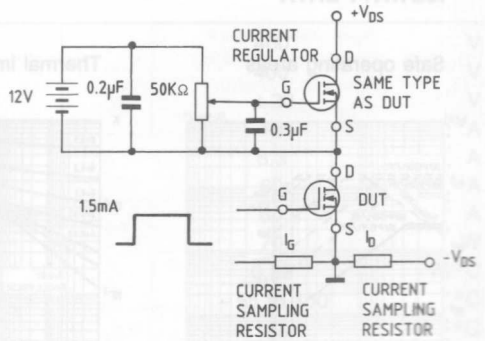 +VDS
CURRENT
REGULATOR
D
G
SAME TYPE
AS DUT
S
12V
0.2µF
50KΩ
0.3µF
D
G
DUT
S
1.5mA
IG
ID
-VDS
CURRENT
SAMPLING
RESISTOR
CURRENT
SAMPLING
RESISTOR